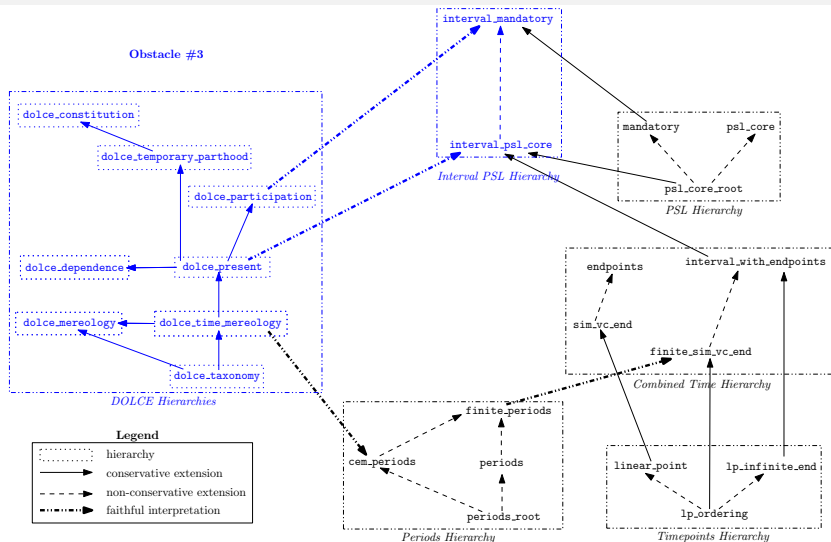 interval_mandatory
Obstacle #3
dolce_constitution
mandatory
psl_core
interval_psl_core
dolce_temporary_parthood
Interval PSL Hierarchy
dolce_participation
psl_core_root
PSL Hierarchy
dolce_dependence
dolce_present
endpoints
interval_with_endpoints
dolce_mereology
dolce_time_mereology
sim_vc_end
finite_sim_vc_end
dolce_taxonomy
Combined Time Hierarchy
DOLCE Hierarchies
finite_periods
Legend
hierarchy
conservative extension
non-conservative extension
faithful interpretation
cem_periods
periods
linear_point
lp_infinite_end
periods_root
lp_ordering
Periods Hierarchy
Timepoints Hierarchy